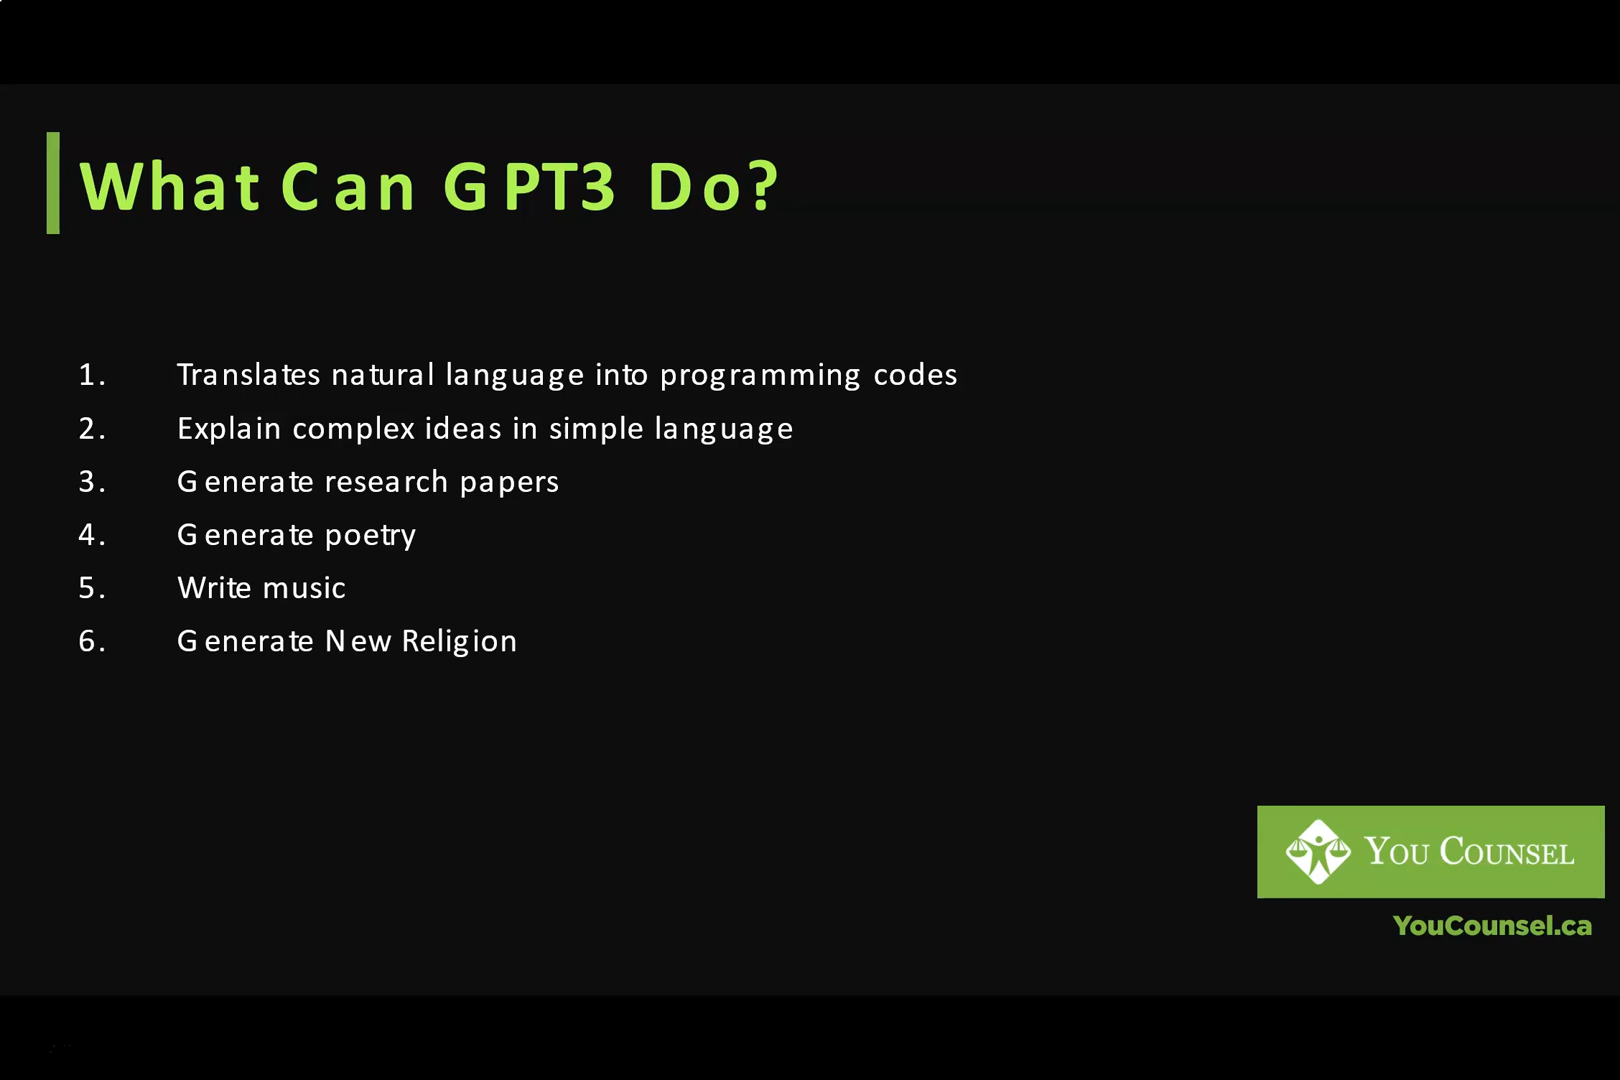 What Can GPT3 Do?
1. Translates natural language into programming codes
2. Explain complex ideas in simple language
3. Generate research papers
4. Generate poetry
5. Write music
6. Generate New Religion
YOU COUNSEL
YouCounsel.ca